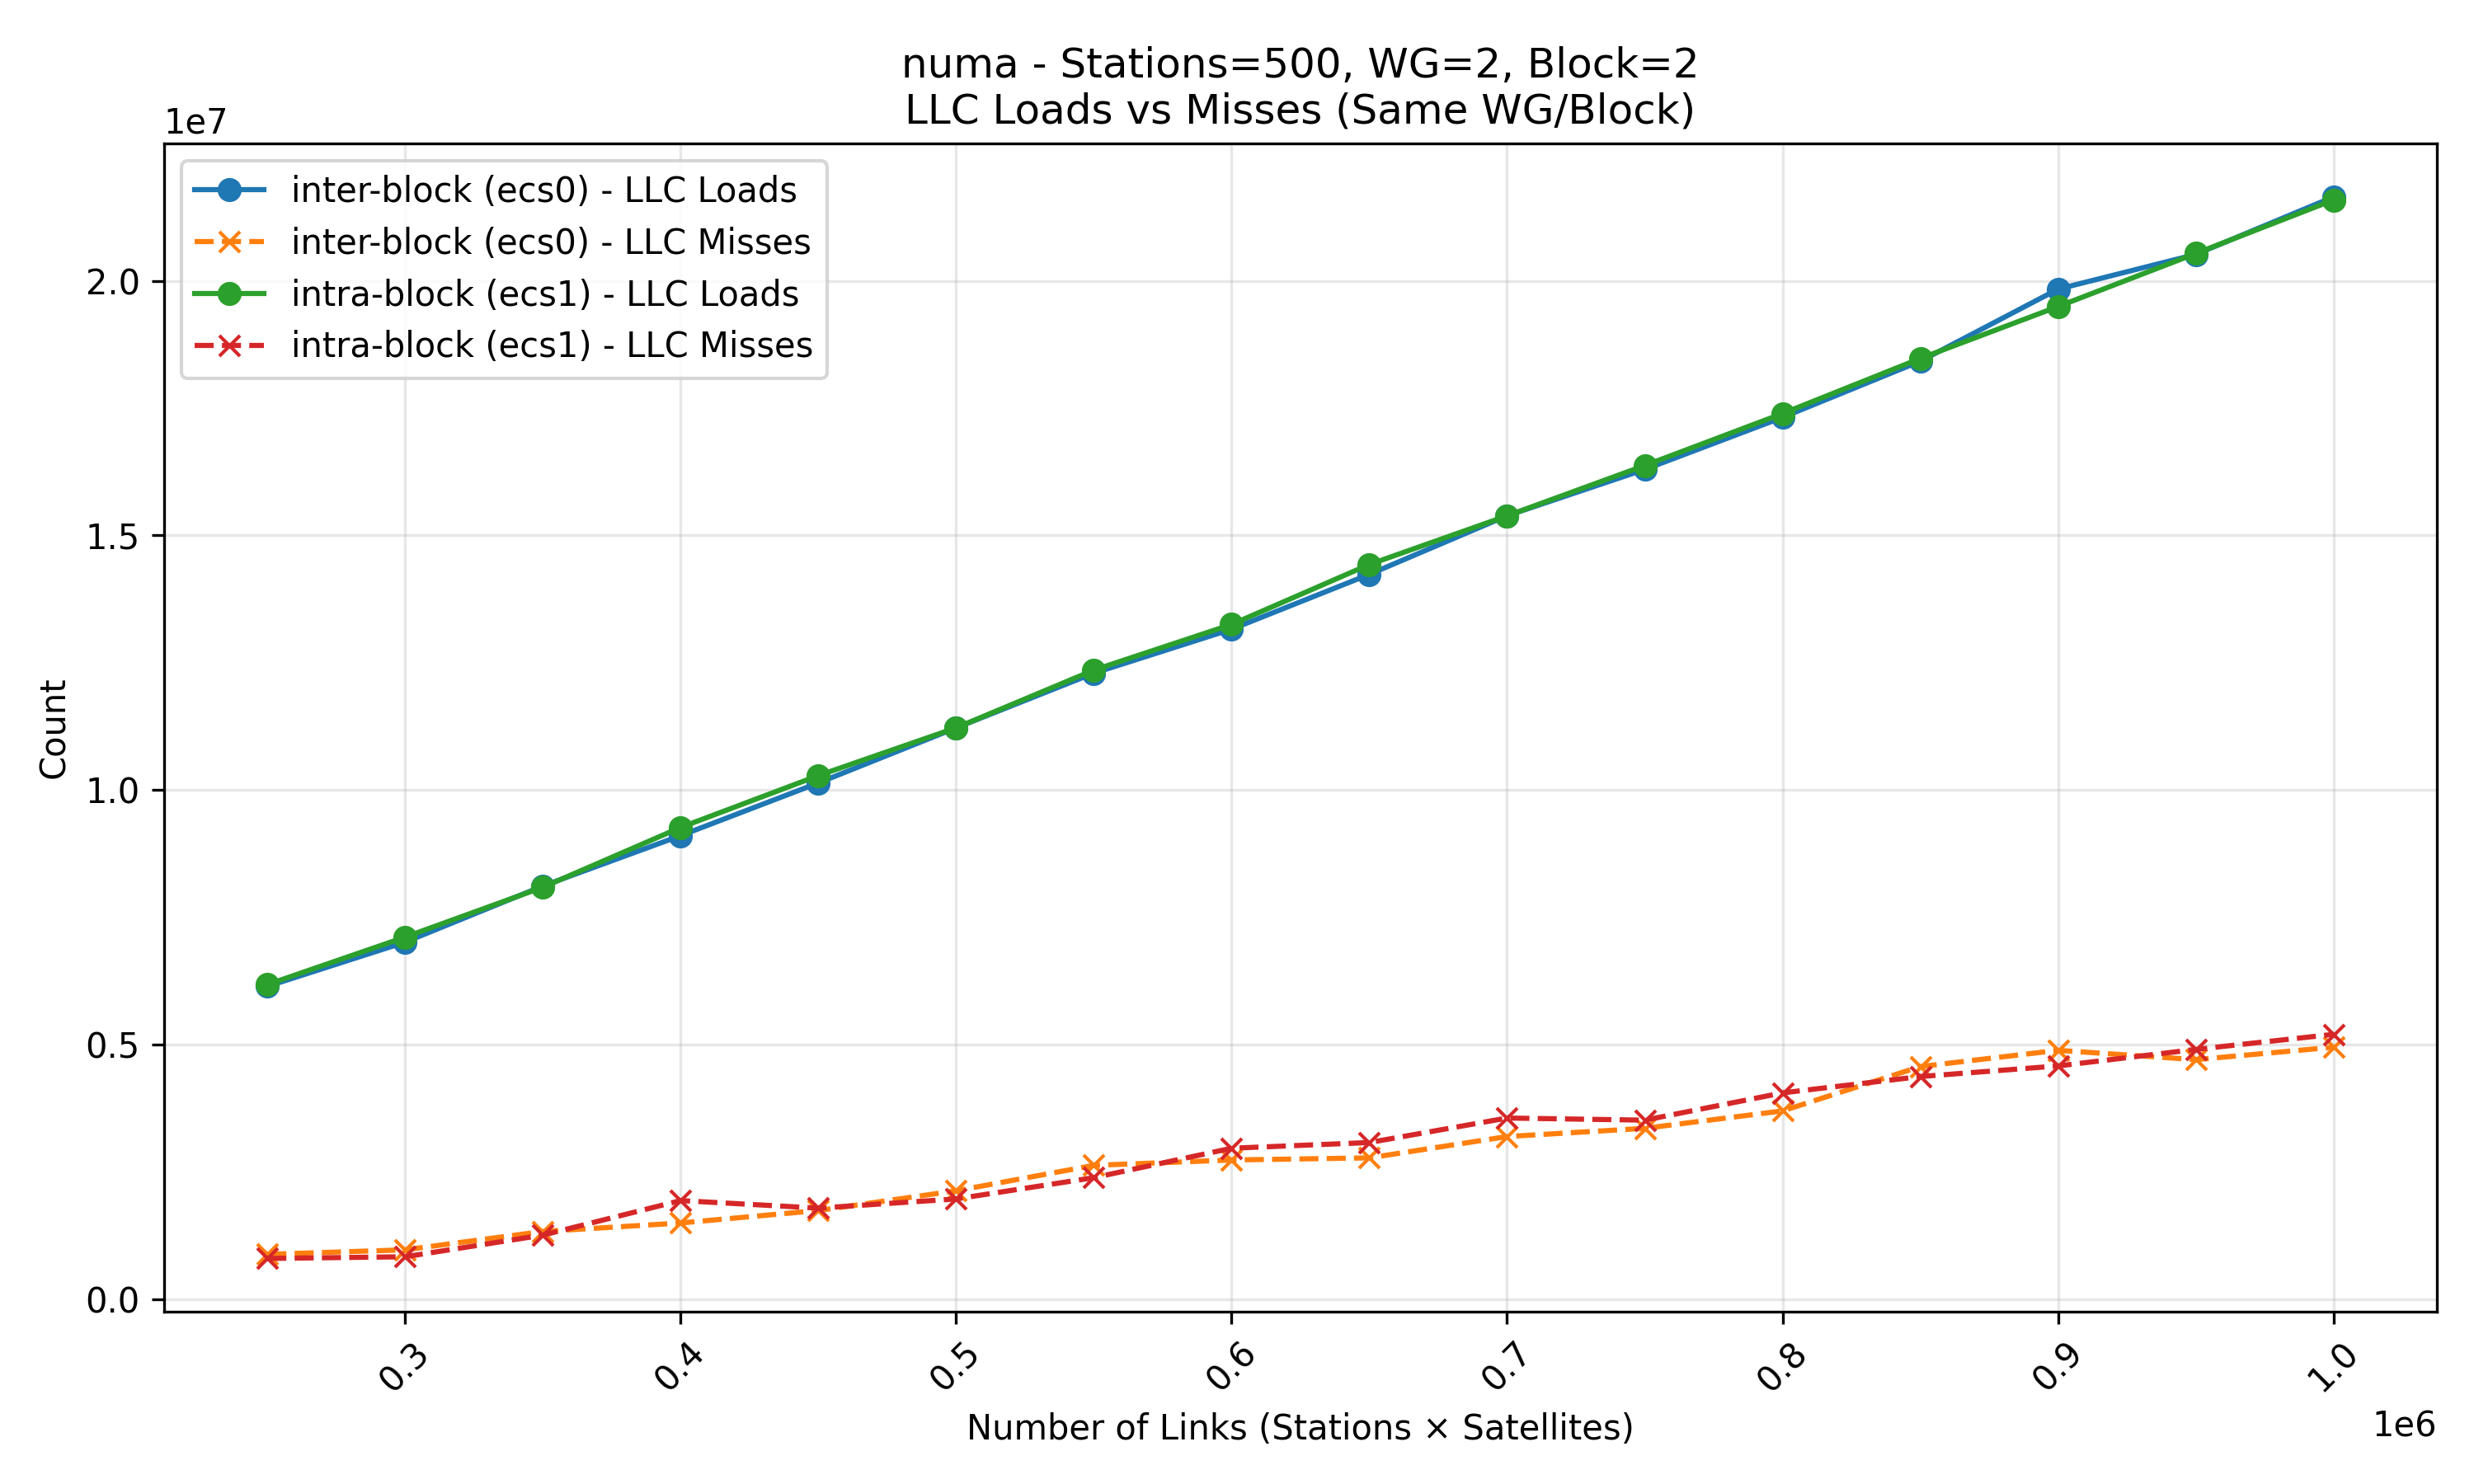 numa - Stations=500, WG=2, Block=2
LLC Loads vs Misses (Same WG/Block)
1e7
inter-block (ecs0) - LLC Loads
inter-block (ecs0) - LLC Misses
intra-block (ecs1) - LLC Loads
intra-block (ecs1) - LLC Misses
2.0
1.5
1.0
0.5
0.0
Count
0.3
0.4
0.5
0.6
0.7
0.8
0.9
1.0
Number of Links (Stations × Satellites)
1e6